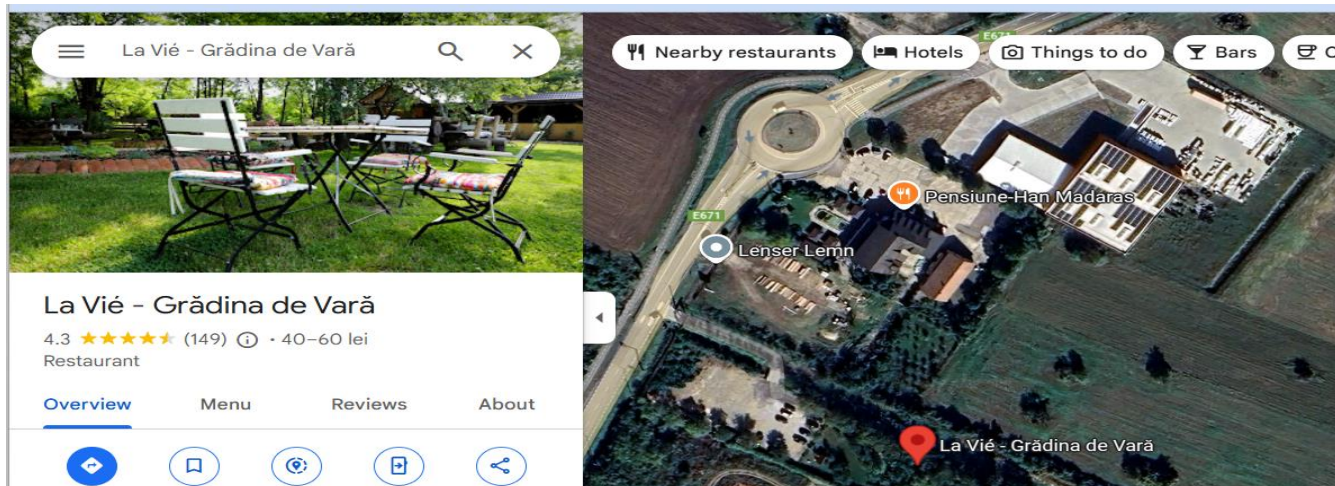 La Vié - Grădina de Vară
Nearby restaurants
Hotels
Things to do
Bars
La Vié - Grădina de Vară
4.3 (149) · 40–60 lei
Restaurant
Overview Menu Reviews About
E671
Pensiune-Han Madaras
E671
Lenser Lemn
La Vié - Grădina de Vară